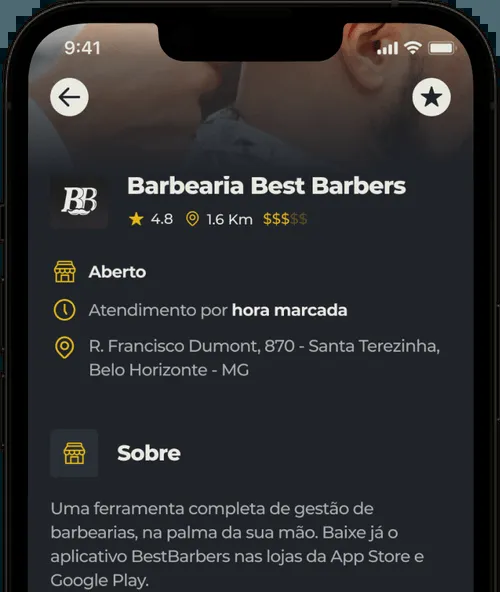 9:41
BB
Barbearia Best Barbers
4.8 1.6 Km $$$$$
Aberto
Atendimento por hora marcada
R. Francisco Dumont, 870 - Santa Terezinha,
Belo Horizonte - MG
Sobre
Uma ferramenta completa de gestão de
barbearias, na palma da sua mão. Baixe já o
aplicativo BestBarbers nas lojas da App Store e
Google Play.